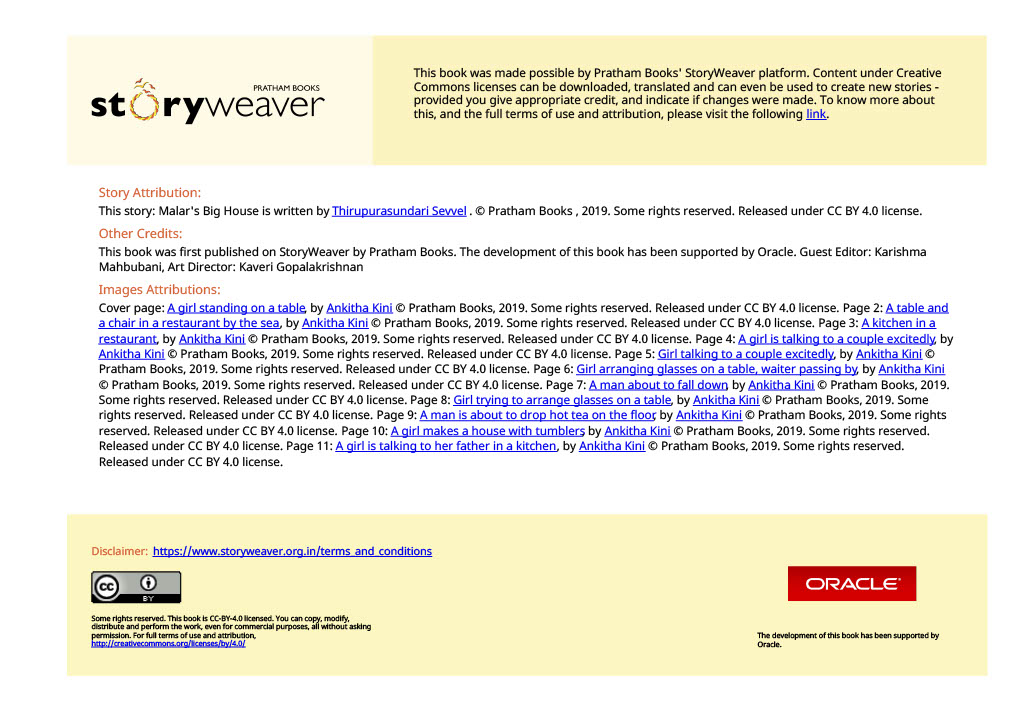 PRATHAM BOOKS
storyweaver
This book was made possible by Pratham Books' StoryWeaver platform. Content under Creative
Commons licenses can be downloaded, translated and can even be used to create new stories -
provided you give appropriate credit, and indicate if changes were made. To know more about
this, and the full terms of use and attribution, please visit the following link.
Story Attribution:
This story: Malar's Big House is written by Thirupurasundari Sevvel . © Pratham Books , 2019. Some rights reserved. Released under CC BY 4.0 license.
Other Credits:
This book was first published on StoryWeaver by Pratham Books. The development of this book has been supported by Oracle. Guest Editor: Karishma
Mahbubani, Art Director: Kaveri Gopalakrishnan
Images Attributions:
Cover page: A girl standing on a table, by Ankitha Kini © Pratham Books, 2019. Some rights reserved. Released under CC BY 4.0 license. Page 2: A table and
a chair in a restaurant by the sea, by Ankitha Kini © Pratham Books, 2019. Some rights reserved. Released under CC BY 4.0 license. Page 3: A kitchen in a
restaurant, by Ankitha Kini © Pratham Books, 2019. Some rights reserved. Released under CC BY 4.0 license. Page 4: A girl is talking to a couple excitedly, by
Ankitha Kini © Pratham Books, 2019. Some rights reserved. Released under CC BY 4.0 license. Page 5: Girl talking to a couple excitedly, by Ankitha Kini ©
Pratham Books, 2019. Some rights reserved. Released under CC BY 4.0 license. Page 6: Girl arranging glasses on a table, waiter passing by, by Ankitha Kini
© Pratham Books, 2019. Some rights reserved. Released under CC BY 4.0 license. Page 7: A man about to fall down, by Ankitha Kini © Pratham Books, 2019.
Some rights reserved. Released under CC BY 4.0 license. Page 8: Girl trying to arrange glasses on a table, by Ankitha Kini © Pratham Books, 2019. Some
rights reserved. Released under CC BY 4.0 license. Page 9: A man is about to drop hot tea on the floor, by Ankitha Kini © Pratham Books, 2019. Some rights
reserved. Released under CC BY 4.0 license. Page 10: A girl makes a house with tumblers, by Ankitha Kini © Pratham Books, 2019. Some rights reserved.
Released under CC BY 4.0 license. Page 11: A girl is talking to her father in a kitchen, by Ankitha Kini © Pratham Books, 2019. Some rights reserved.
Released under CC BY 4.0 license.
Disclaimer: https://www.storyweaver.org.in/terms_and_conditions
cc BY
Some rights reserved. This book is CC-BY-4.0 licensed. You can copy, modify,
distribute and perform the work, even for commercial purposes, all without asking
permission. For full terms of use and attribution,
http://creativecommons.org/licenses/by/4.0/
ORACLE
The development of this book has been supported by
Oracle.